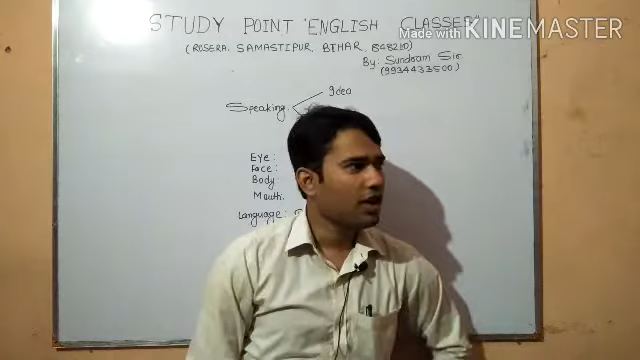 Made with KINEMASTER
STUDY POINT "ENGLISH CLASSES"
(ROSERA, SAMASTIPUR, BIHAR, 848210)
By: Sundram Sir
(9934433500)
Idea
Speaking
Eye:
Face:
Body:
Mouth:
Language: